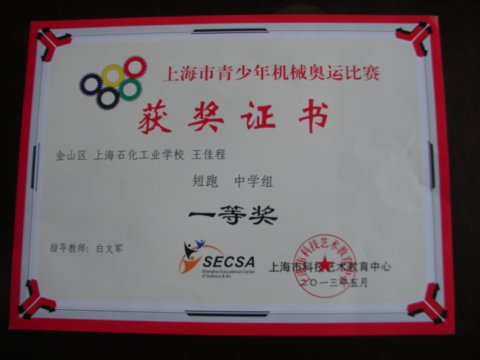 上海市青少年机械奥运比赛
获奖证书
金山区 上海石化工业学校 王佳程
短跑 中学组
一等奖
指导教师：白文军
SECSA
Shanghai Educational Center
of Science & Art
上海市科技艺术教育中心
二〇一三年五月